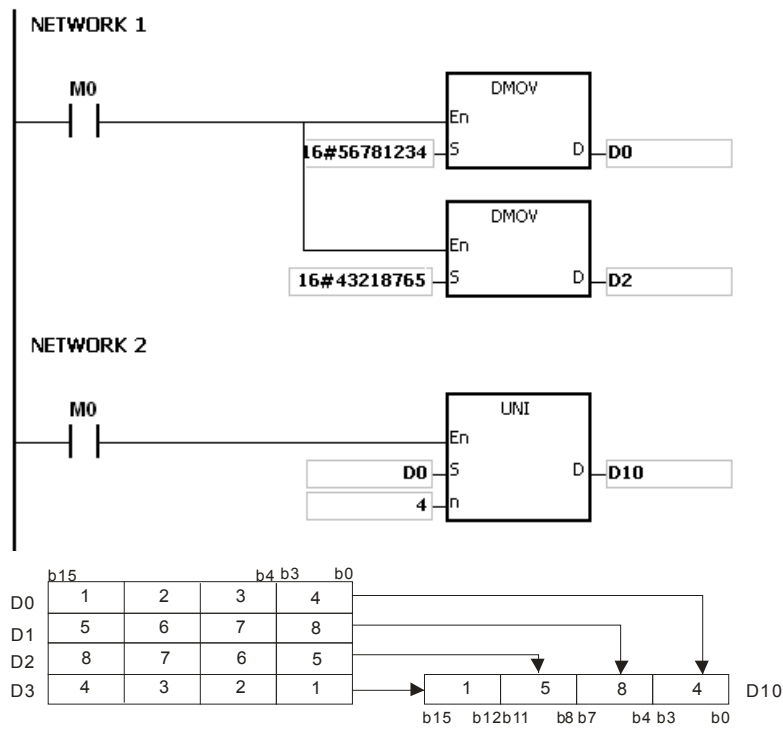 NETWORK 1
M0
DMOV
En
16#56781234 S D D0
DMOV
En
16#43218765 S D D2
NETWORK 2
M0
UNI
En
D0 S D D10
4 n
b15 b4 b3 b0
D0 1 2 3 4
D1 5 6 7 8
D2 8 7 6 5
D3 4 3 2 1
1 5 8 4 D10
b15 b12 b11 b8 b7 b4 b3 b0